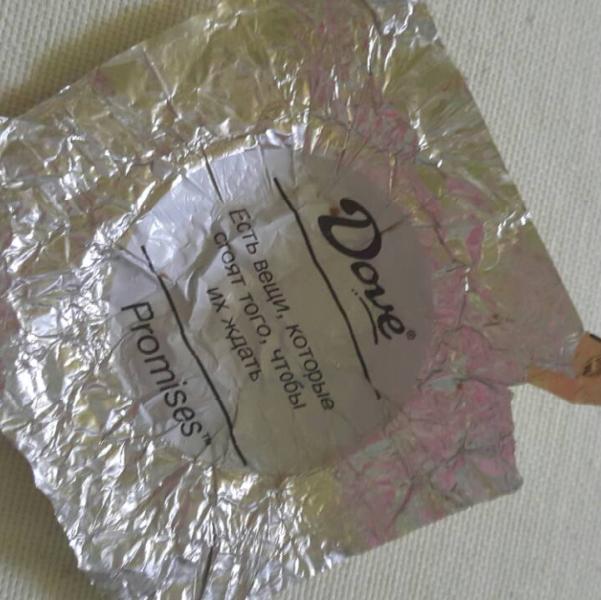 Dove®
Есть вещи, которые
стоят того, чтобы
их ждать
Promises™